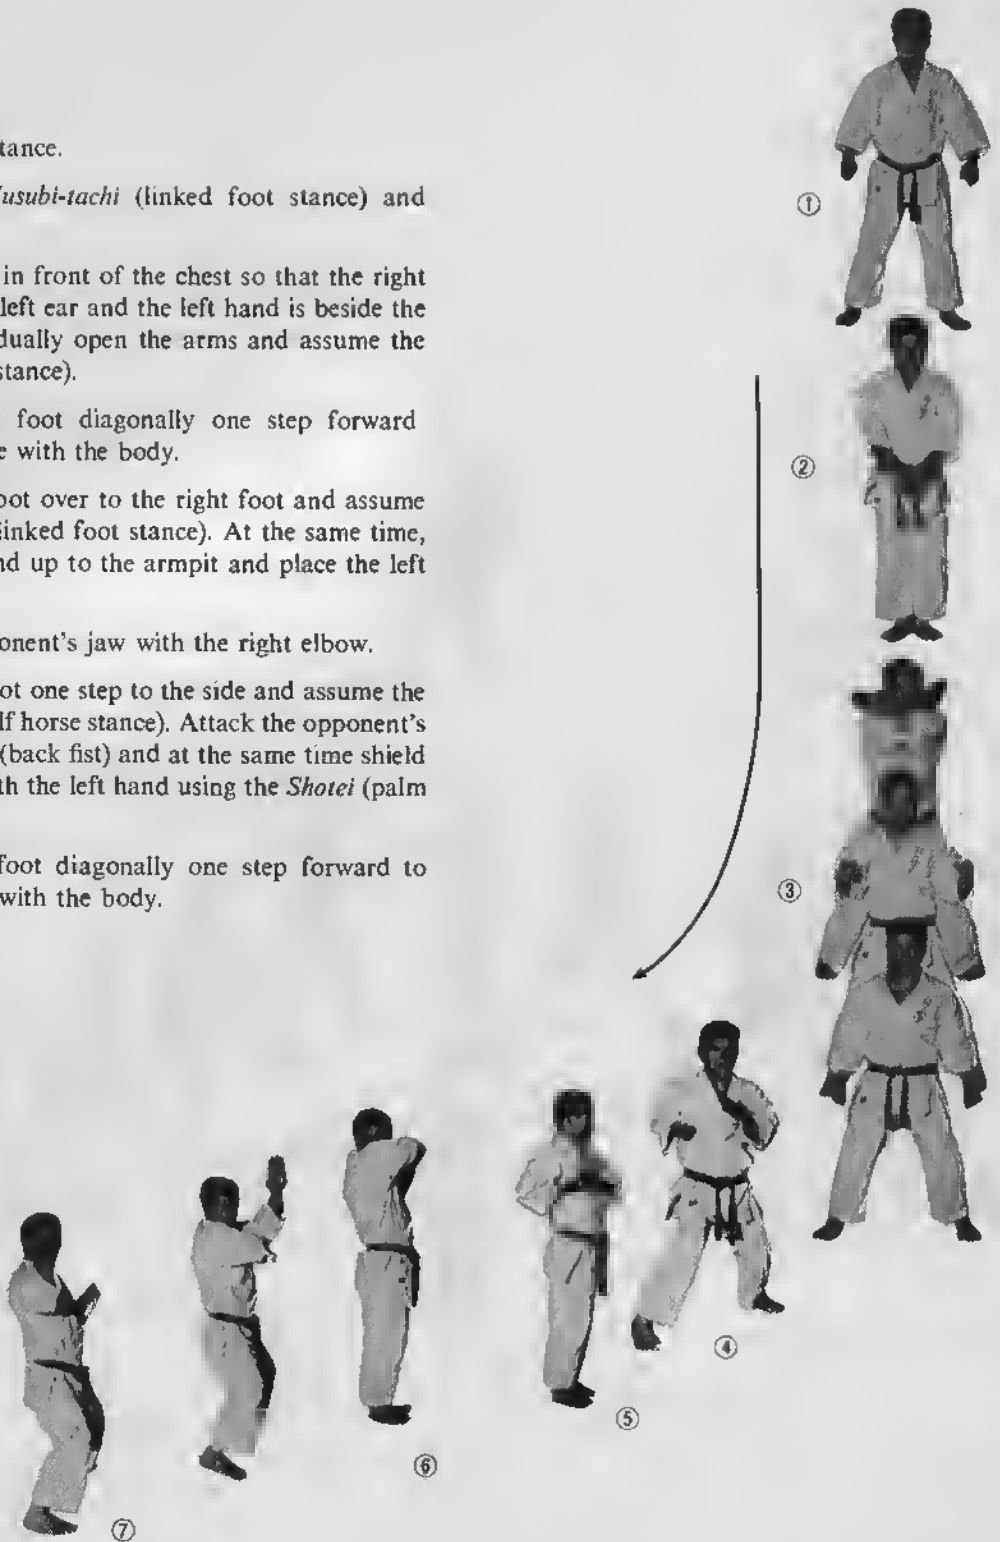 tance.
usubi-tachi (linked foot stance) and
in front of the chest so that the right
left ear and the left hand is beside the
dually open the arms and assume the
stance).
foot diagonally one step forward
e with the body.
oot over to the right foot and assume
linked foot stance). At the same time,
nd up to the armpit and place the left
onent's jaw with the right elbow.
ot one step to the side and assume the
lf horse stance). Attack the opponent's
(back fist) and at the same time shield
th the left hand using the Shotei (palm
foot diagonally one step forward to
with the body.
①
②
③
④
⑤
⑥
⑦